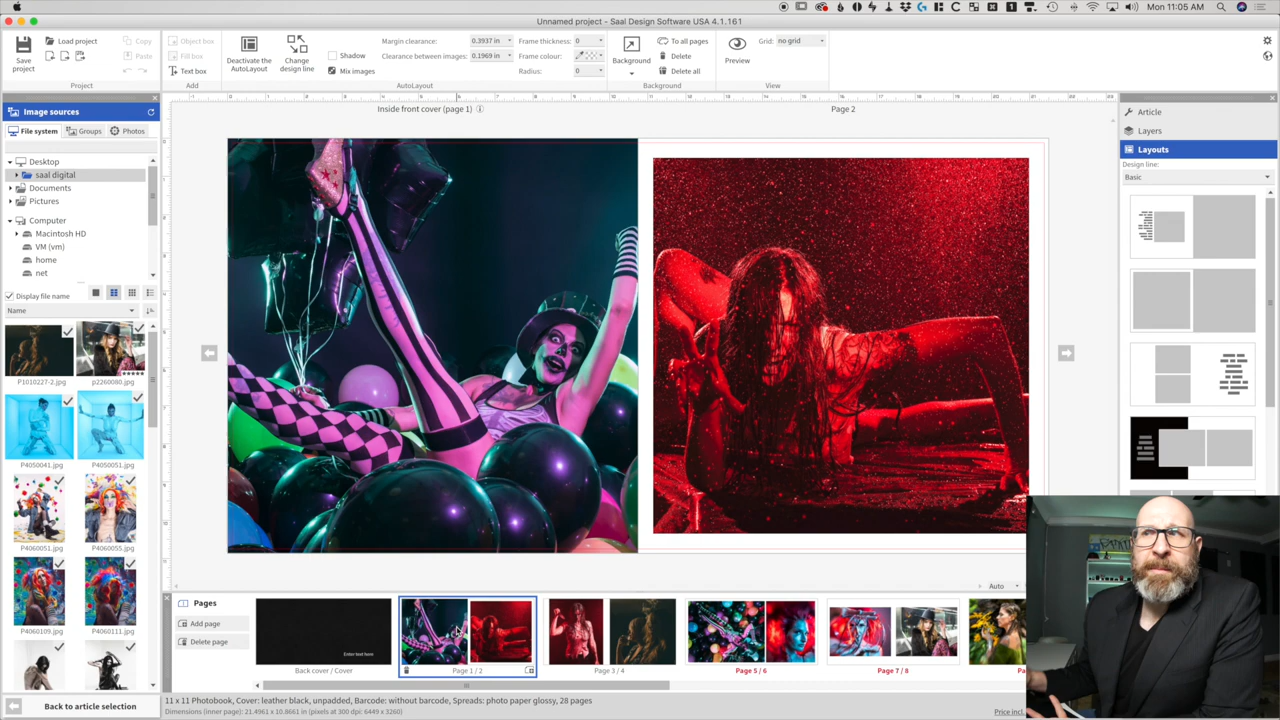 Mon 11:05 AM
Unnamed project - Saal Design Software USA 4.1.161
Save project
Load project
Copy
Paste
Project
Object box
Fill box
Text box
Add
Deactivate the AutoLayout
Change design line
Shadow
Mix images
Margin clearance: 0.3937 in
Clearance between images: 0.1969 in
AutoLayout
Frame thickness: 0
Frame colour:
Radius: 0
Background
To all pages
Delete
Delete all
Background
Preview
Grid: no grid
View
Image sources
File system
Groups
Photos
Desktop
saal digital
Documents
Pictures
Computer
Macintosh HD
VM (vm)
home
net
Display file name
Name
P1010227-2.jpg
p2260080.jpg
P4050041.jpg
P4050051.jpg
P4060051.jpg
P4060055.jpg
P4060109.jpg
P4060111.jpg
Back to article selection
Inside front cover (page 1)
Page 2
Article
Layers
Layouts
Design line:
Basic
Auto
Pages
Add page
Delete page
Enter text here
Back cover / Cover
Page 1 / 2
Page 3 / 4
Page 5 / 6
Page 7 / 8
11 x 11 Photobook, Cover: leather black, unpadded, Barcode: without barcode, Spreads: photo paper glossy, 28 pages
Dimensions (inner page): 21.4961 x 10.8661 in (pixels at 300 dpi: 6449 x 3260)
Price incl.